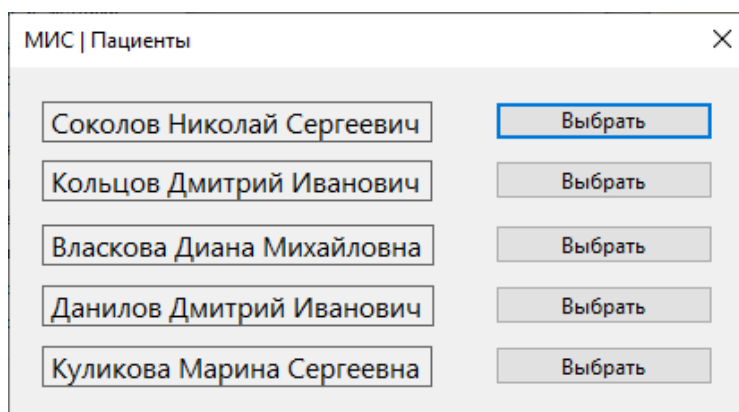 МИС | Пациенты
Соколов Николай Сергеевич Выбрать
Кольцов Дмитрий Иванович Выбрать
Власкова Диана Михайловна Выбрать
Данилов Дмитрий Иванович Выбрать
Куликова Марина Сергеевна Выбрать